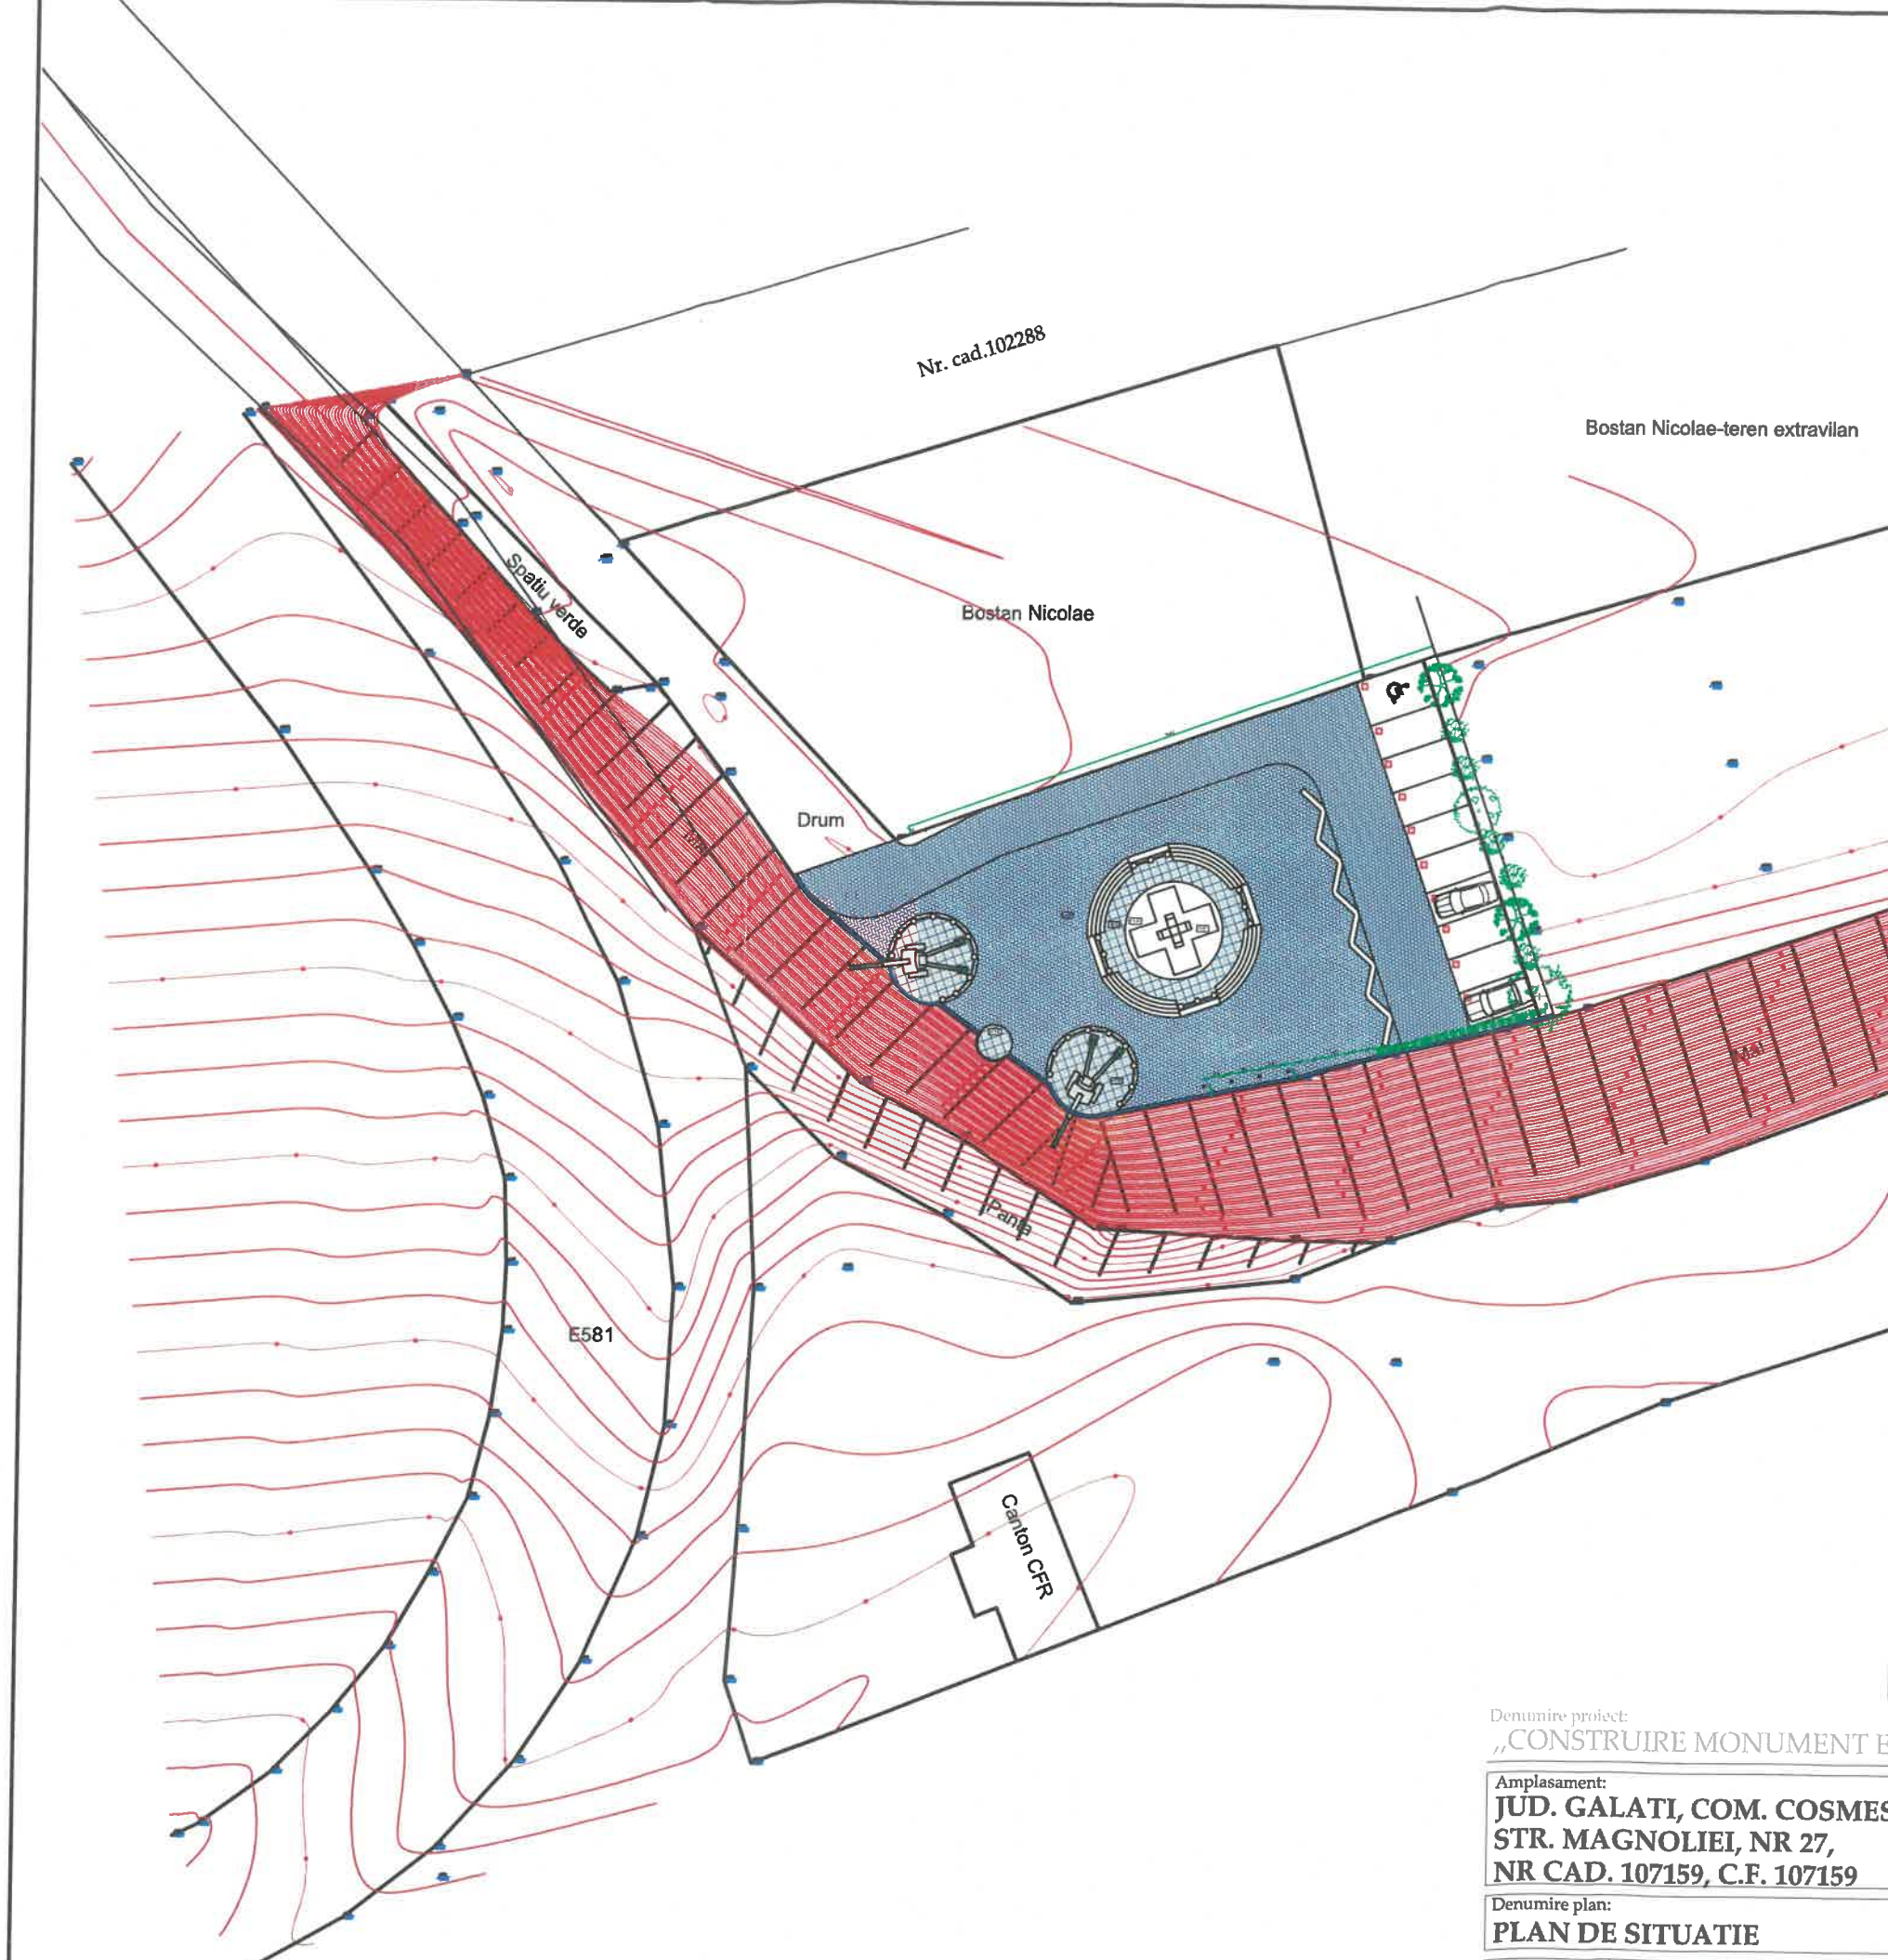 Nr. cad.102288
Bostan Nicolae-teren extravilan
Spatiu verde
Bostan Nicolae
Drum
Mal
Mal
Panta
E581
Canton CFR
Denumire proiect:
„CONSTRUIRE MONUMENT E
Amplasament:
JUD. GALATI, COM. COSMES
STR. MAGNOLIEI, NR 27,
NR CAD. 107159, C.F. 107159
Denumire plan:
PLAN DE SITUATIE